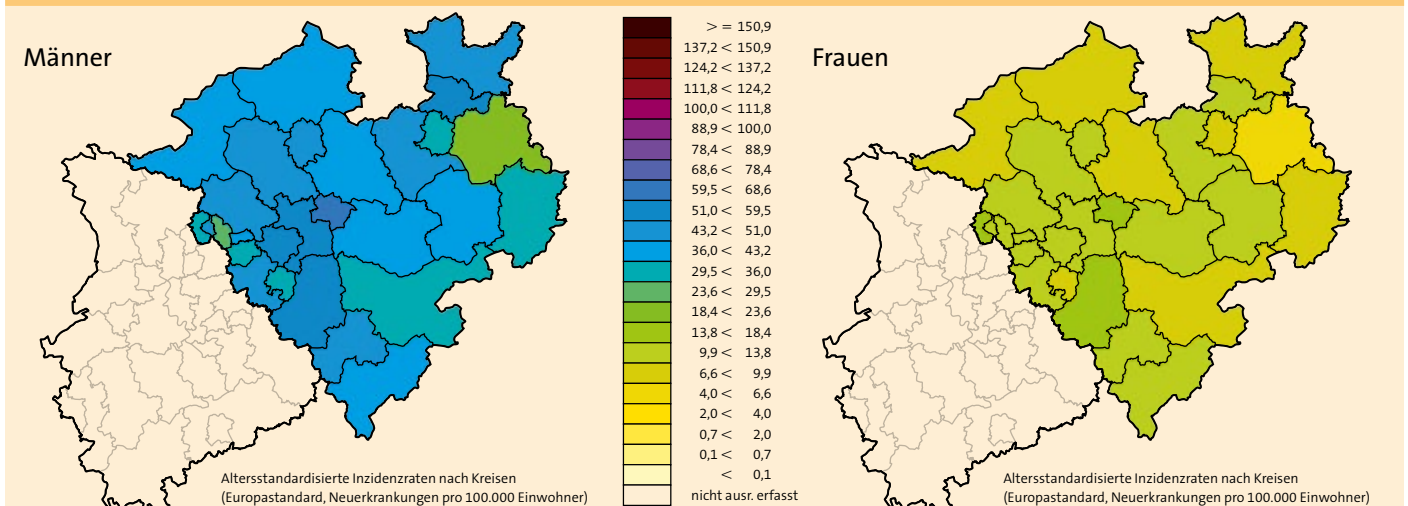 Männer
Frauen
> = 150,9
137,2 < 150,9
124,2 < 137,2
111,8 < 124,2
100,0 < 111,8
88,9 < 100,0
78,4 < 88,9
68,6 < 78,4
59,5 < 68,6
51,0 < 59,5
43,2 < 51,0
36,0 < 43,2
29,5 < 36,0
23,6 < 29,5
18,4 < 23,6
13,8 < 18,4
9,9 < 13,8
6,6 < 9,9
4,0 < 6,6
2,0 < 4,0
0,7 < 2,0
0,1 < 0,7
< 0,1
nicht ausr. erfasst
Altersstandardisierte Inzidenzraten nach Kreisen
(Europastandard, Neuerkrankungen pro 100.000 Einwohner)
Altersstandardisierte Inzidenzraten nach Kreisen
(Europastandard, Neuerkrankungen pro 100.000 Einwohner)